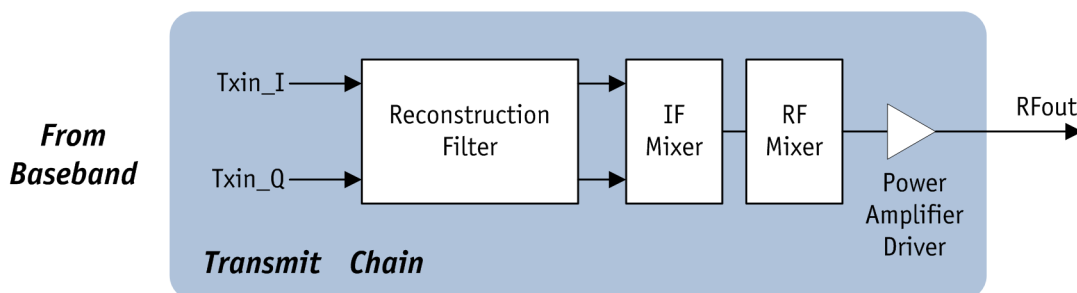 Txin_I
Txin_Q
From
Baseband
Reconstruction
Filter
IF
Mixer
RF
Mixer
Power
Amplifier
Driver
RFout
Transmit Chain